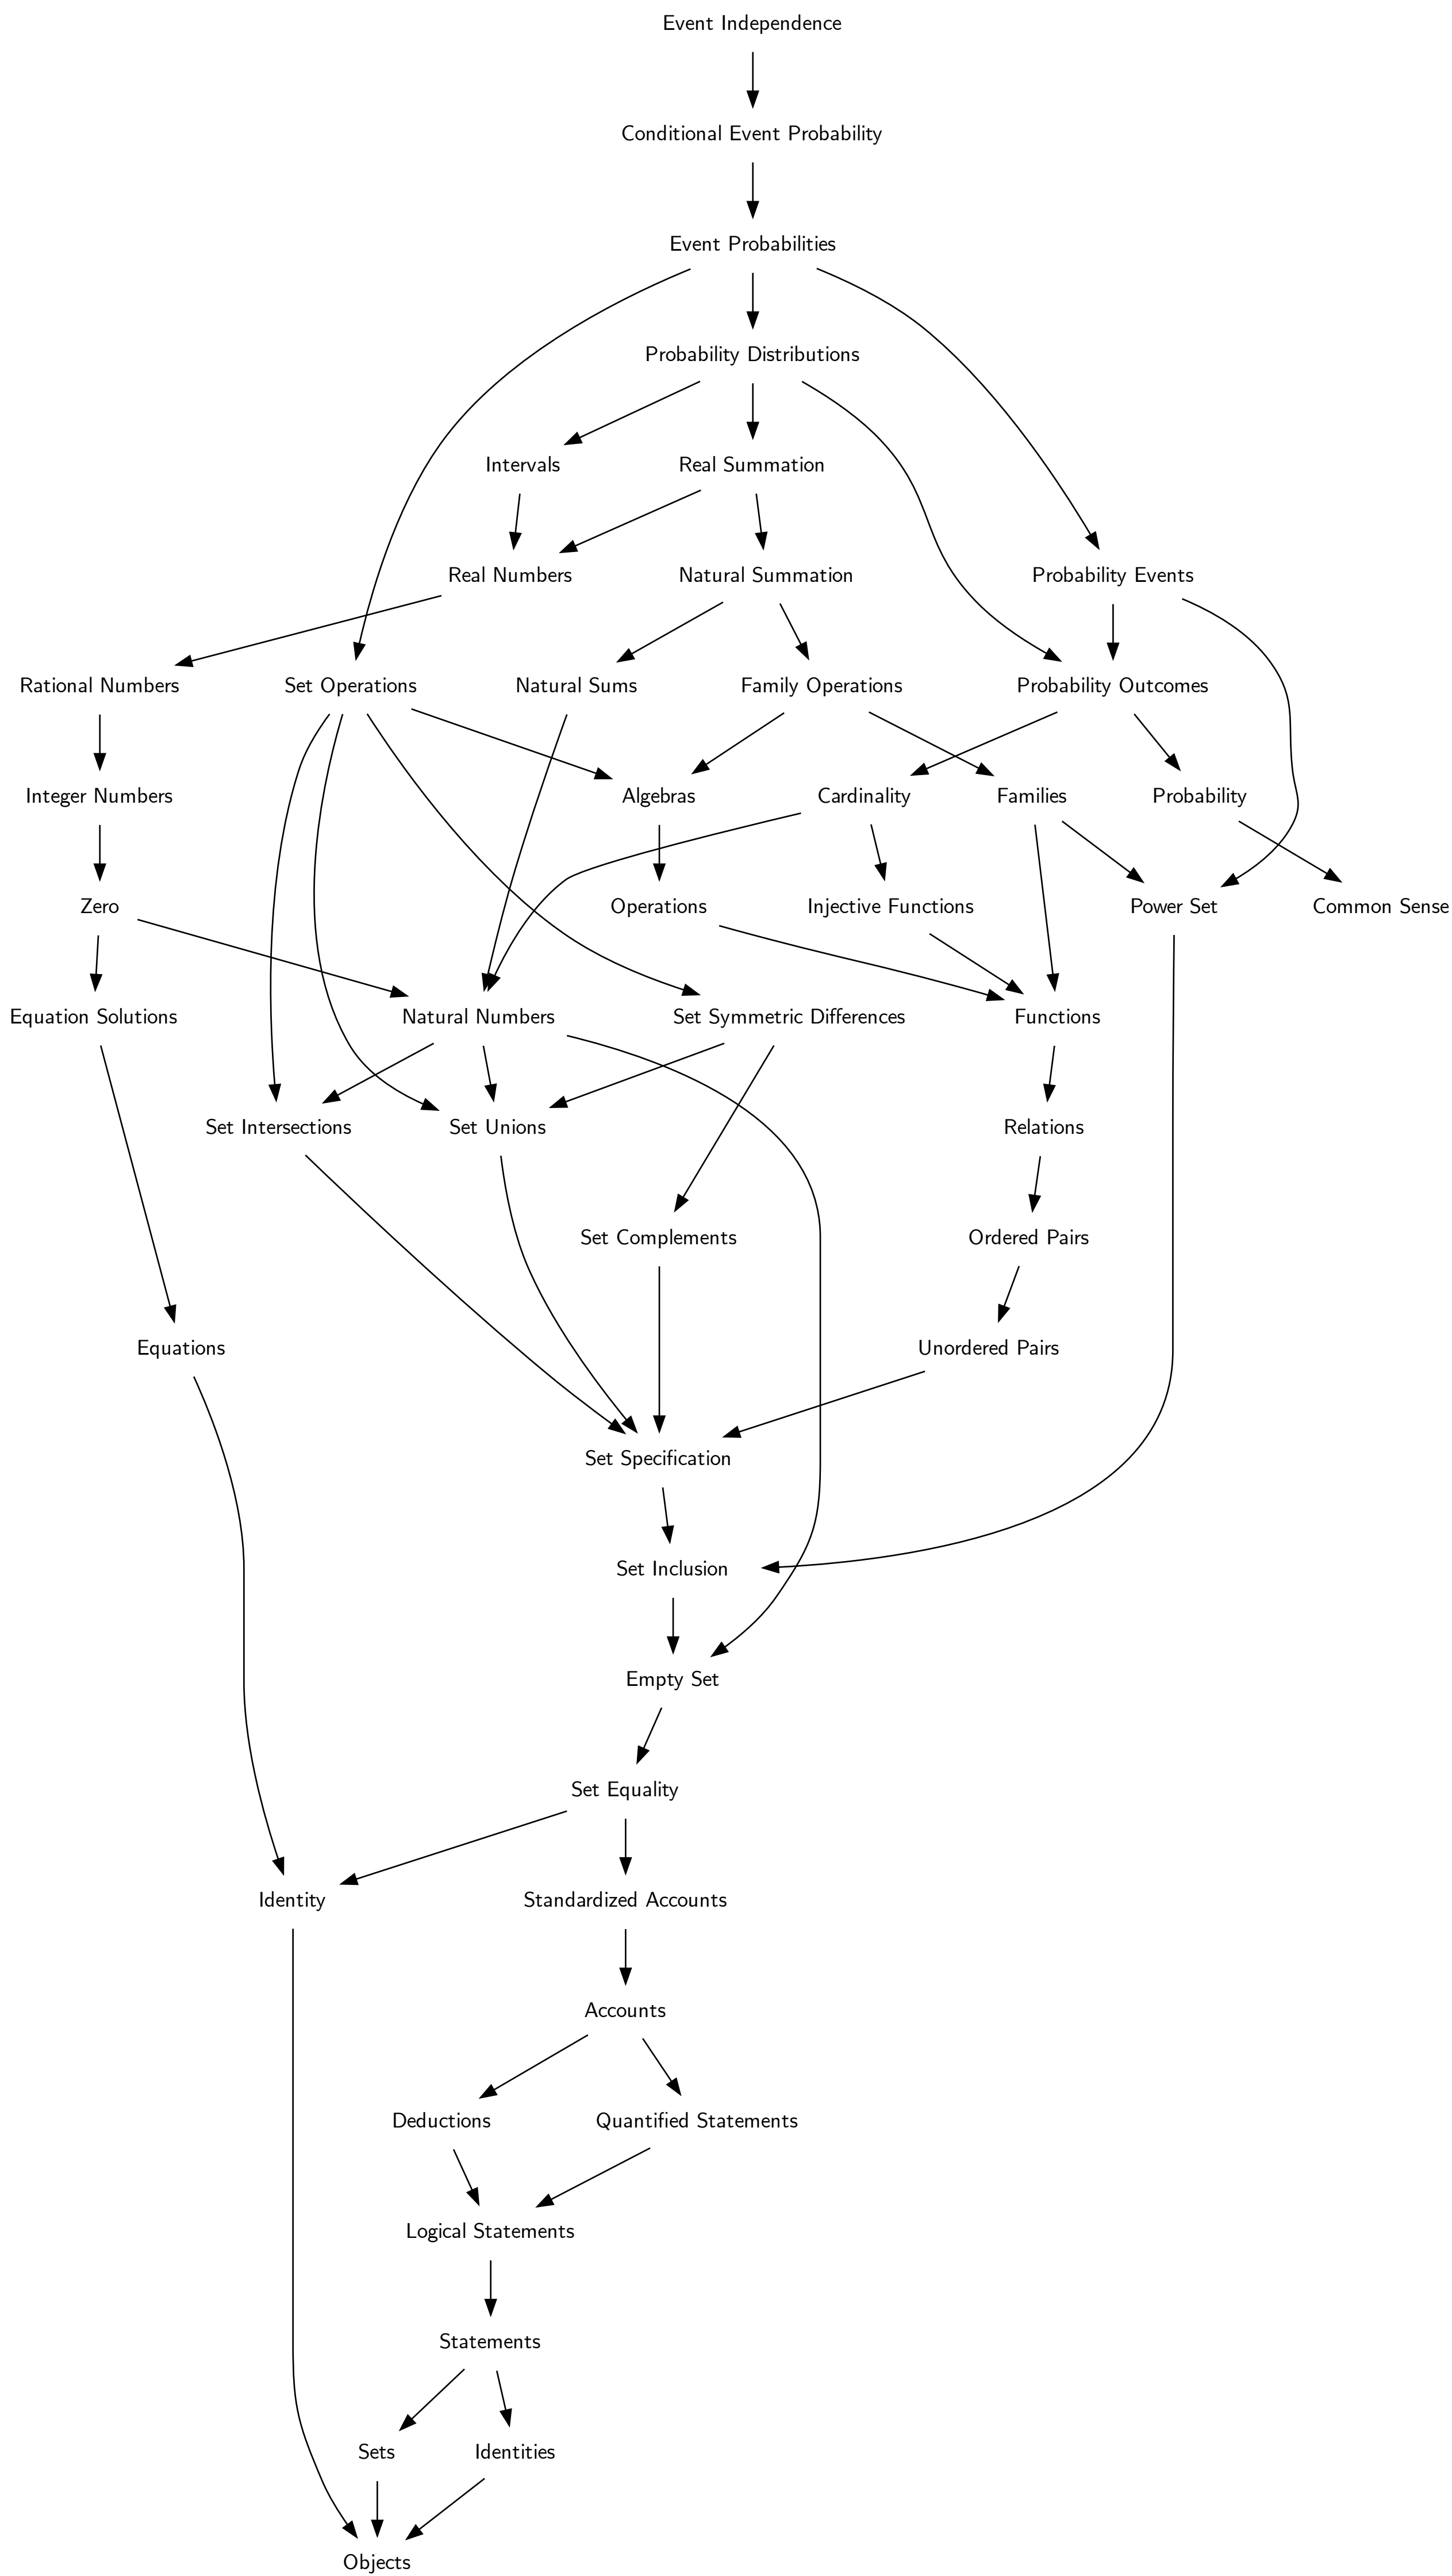 Event Independence
Conditional Event Probability
Event Probabilities
Probability Distributions
Intervals
Real Summation
Real Numbers
Natural Summation
Probability Events
Rational Numbers
Set Operations
Natural Sums
Family Operations
Probability Outcomes
Integer Numbers
Algebras
Cardinality
Families
Probability
Zero
Operations
Injective Functions
Power Set
Common Sense
Equation Solutions
Natural Numbers
Set Symmetric Differences
Functions
Set Intersections
Set Unions
Relations
Set Complements
Ordered Pairs
Equations
Unordered Pairs
Set Specification
Set Inclusion
Empty Set
Set Equality
Identity
Standardized Accounts
Accounts
Deductions
Quantified Statements
Logical Statements
Statements
Sets
Identities
Objects